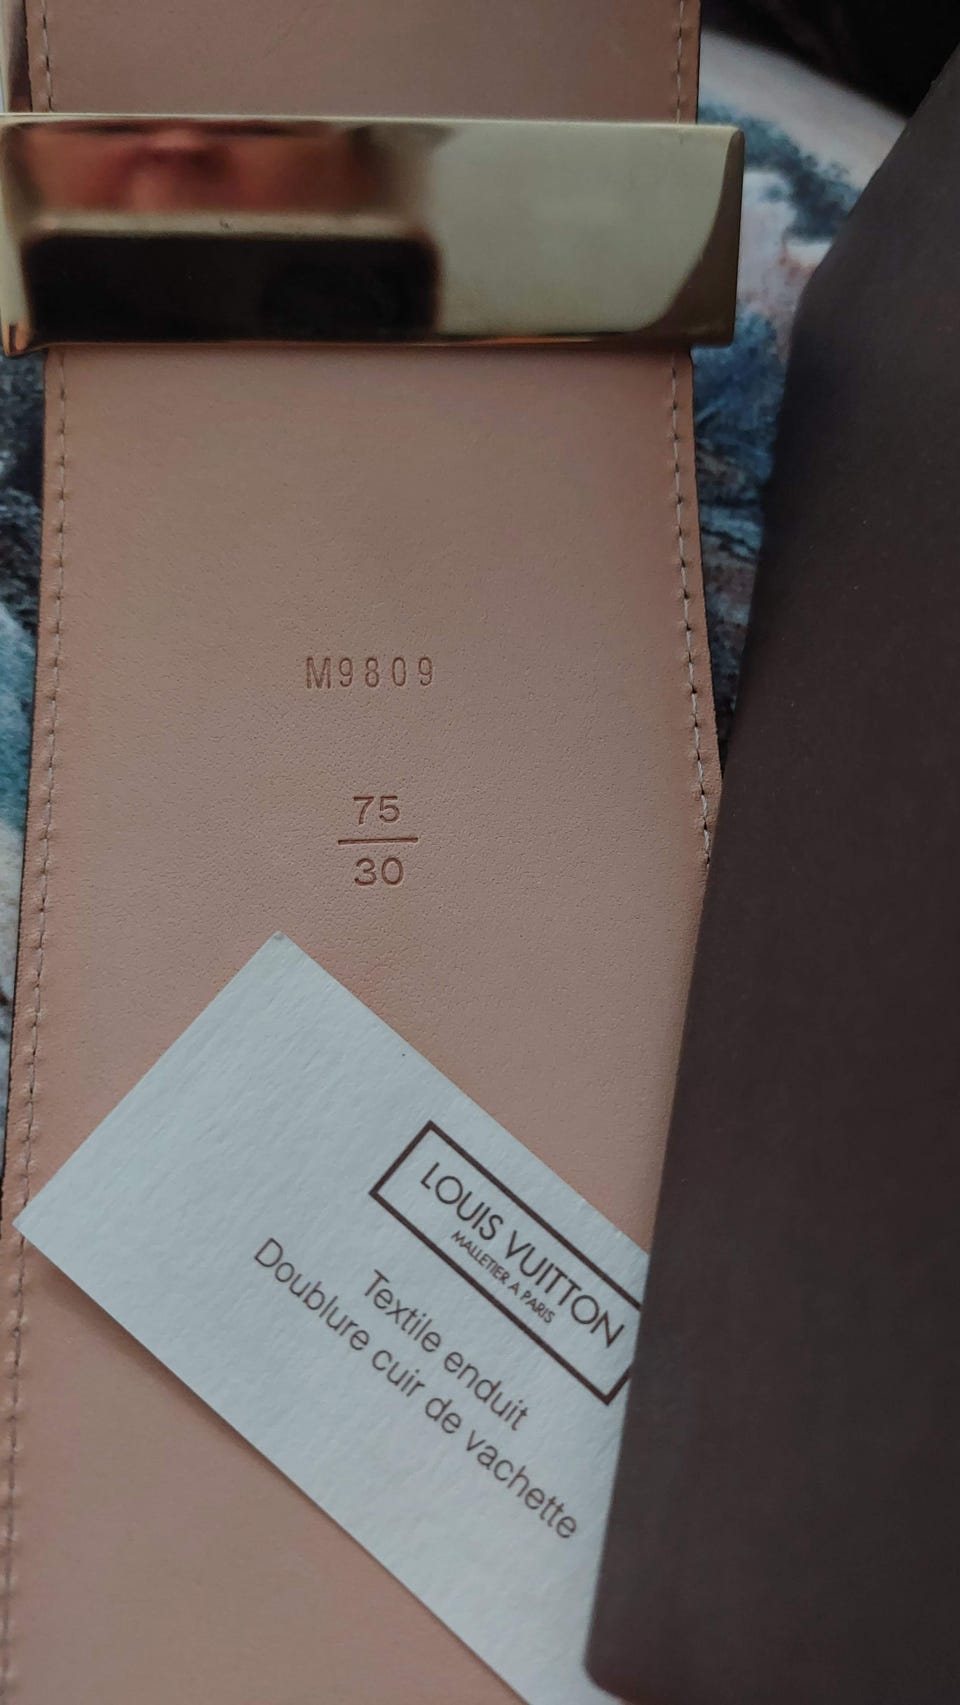 M9809
75
30
LOUIS VUITTON
MALLETIER A PARIS
Textile enduit
Doublure cuir de vachette